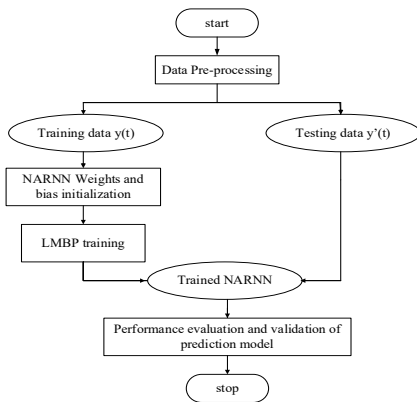 start
Data Pre-processing
Training data y(t)
Testing data y'(t)
NARNN Weights and
bias initialization
LMBP training
Trained NARNN
Performance evaluation and validation of
prediction model
stop